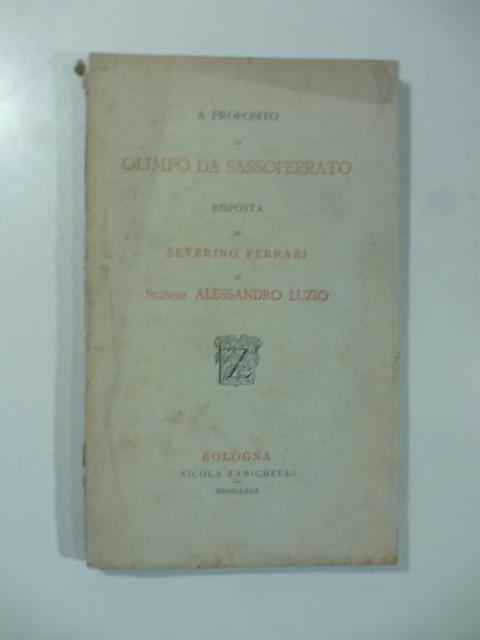 A PROPOSITO
DI
OLIMPO DA SASSOFERRATO
RISPOSTA
DI
SEVERINO FERRARI
AL
SIGNOR ALESSANDRO LUZIO
Z
BOLOGNA
NICOLA ZANICHELLI
MDCCCLXXX